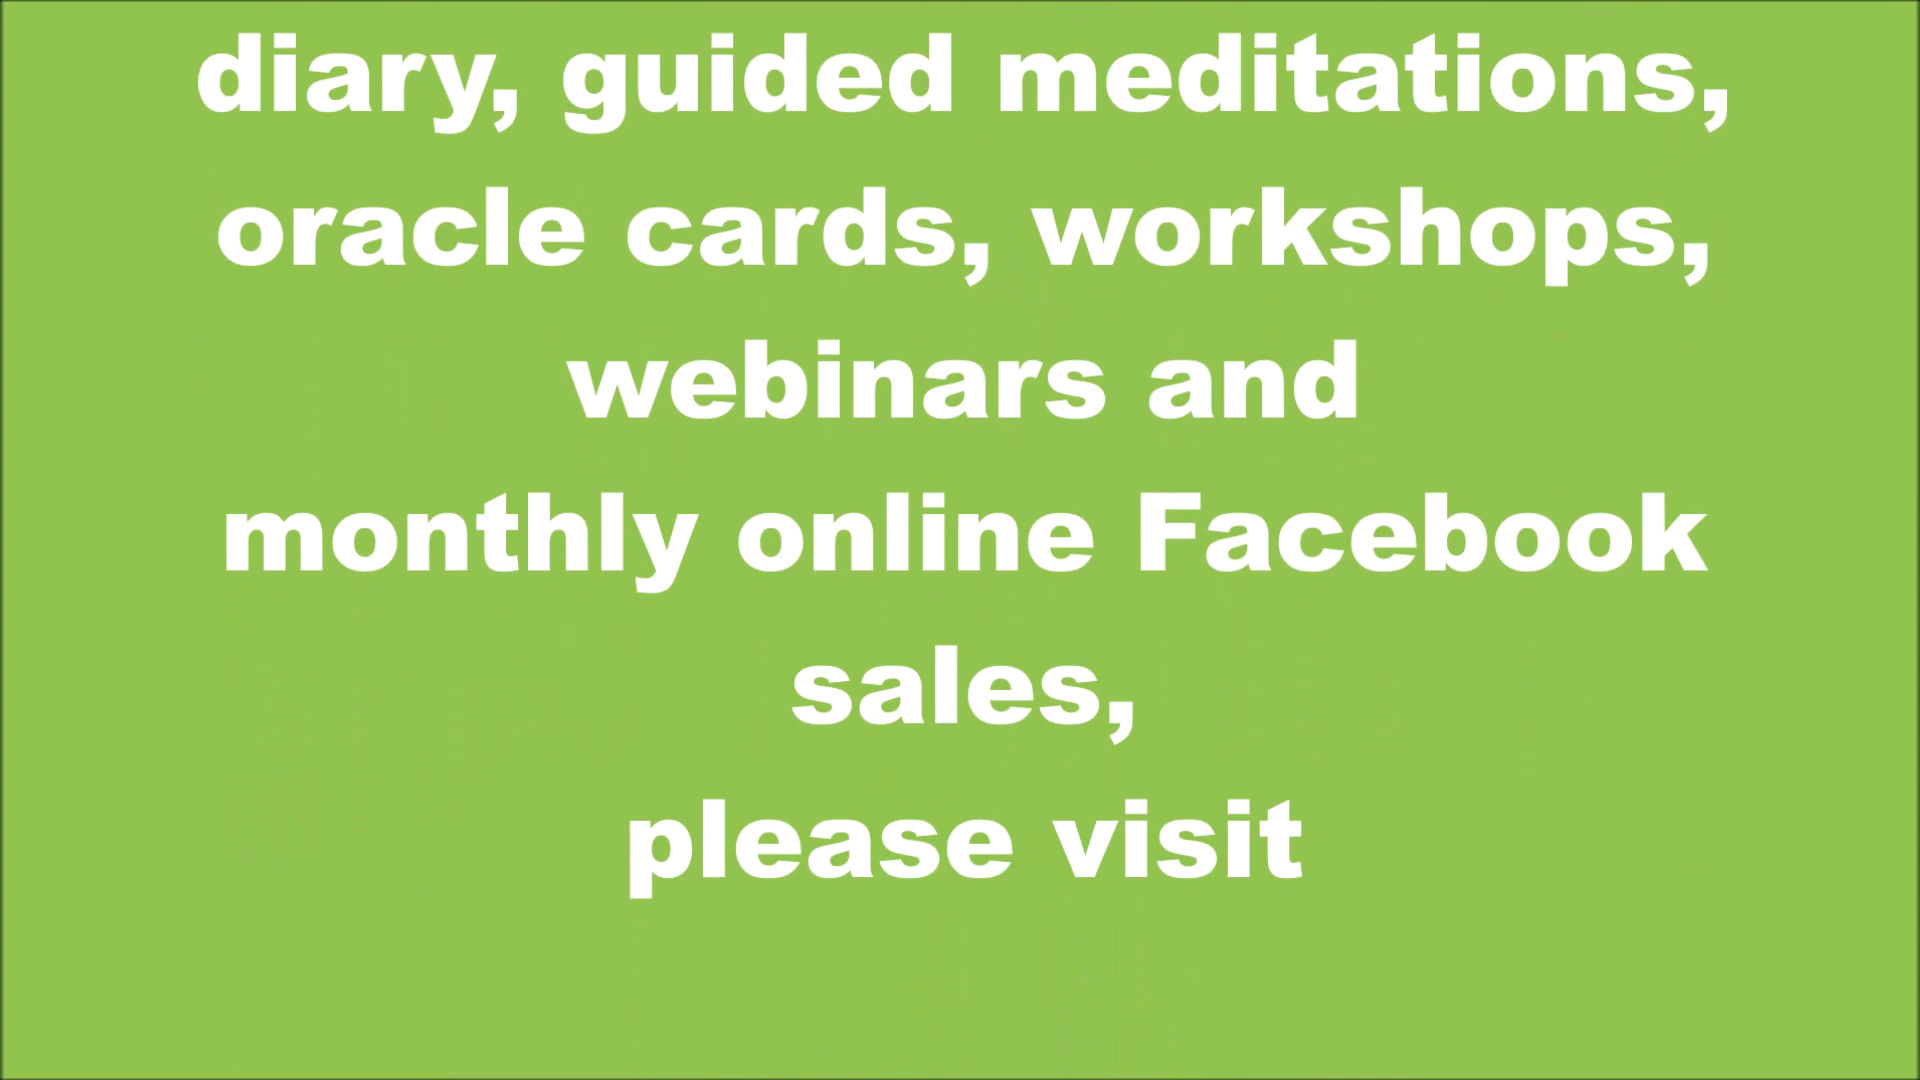 diary, guided meditations,
oracle cards, workshops,
webinars and
monthly online Facebook
sales,
please visit